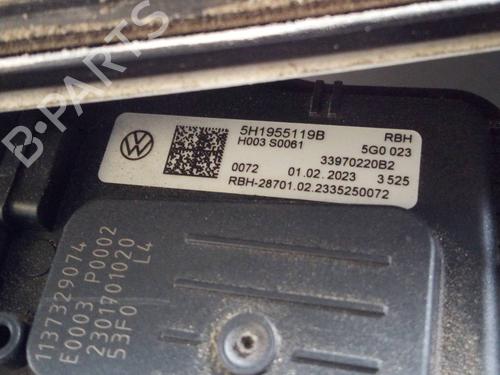 B-PARTS
5H1955119B RBH
H003 S0061 5G0 023
33970220B2
0072 01.02.2023 3 525
RBH-28701.02.2335250072
1137329074
E0003 P0002
2301701020
53F0 L4